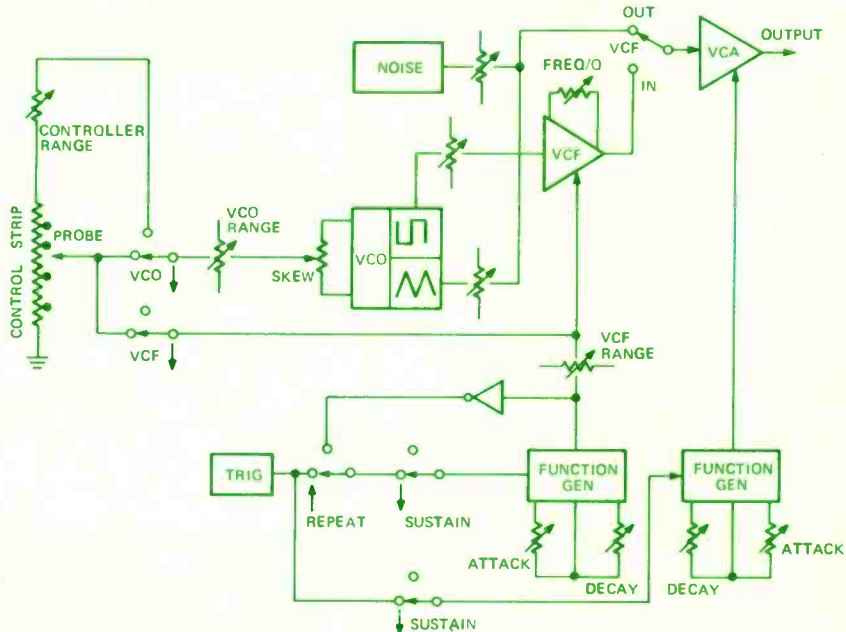 OUT
OUTPUT
NOISE
VCF
VCA
FREQ/Q
IN
CONTROLLER
RANGE
VCF
VCO
RANGE
PROBE
CONTROL STRIP
VCO
SKEW
VCO
VCF
VCF
RANGE
TRIG
FUNCTION
GEN
FUNCTION
GEN
REPEAT
SUSTAIN
ATTACK
DECAY
DECAY
ATTACK
SUSTAIN